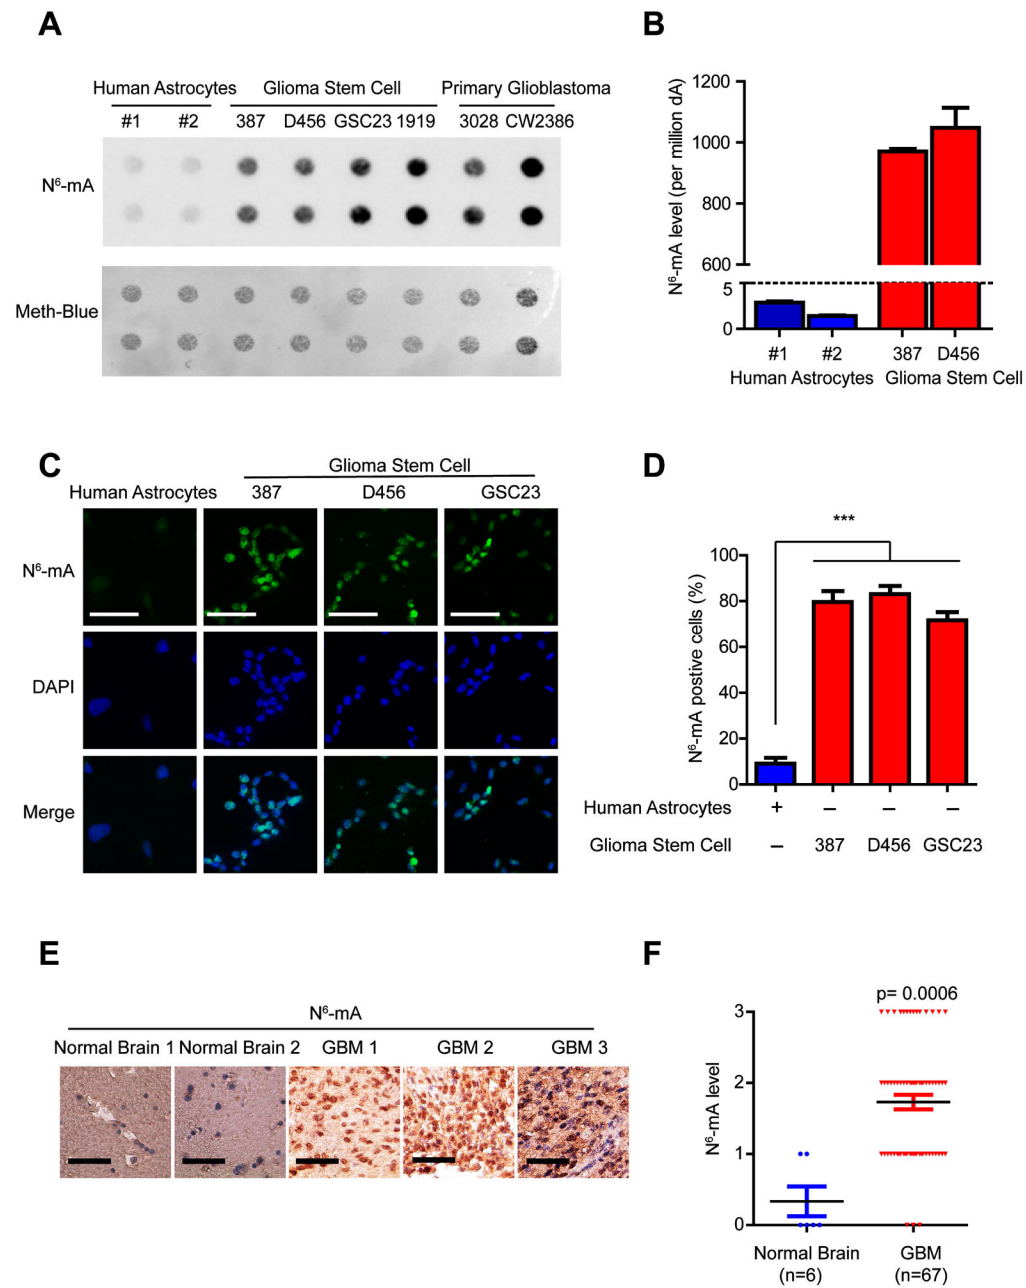 A
Human Astrocytes Glioma Stem Cell Primary Glioblastoma
#1 #2 387 D456 GSC23 1919 3028 CW2386
N⁶-mA
Meth-Blue
B
N⁶-mA level (per million dA)
1200
1000
800
600
5
0
#1 #2 387 D456
Human Astrocytes Glioma Stem Cell
C
Glioma Stem Cell
Human Astrocytes 387 D456 GSC23
N⁶-mA
DAPI
Merge
D
***
N⁶-mA postive cells (%)
100
80
60
40
20
0
Human Astrocytes + – – –
Glioma Stem Cell – 387 D456 GSC23
E
N⁶-mA
Normal Brain 1 Normal Brain 2 GBM 1 GBM 2 GBM 3
F
p= 0.0006
N⁶-mA level
3
2
1
0
Normal Brain GBM
(n=6) (n=67)